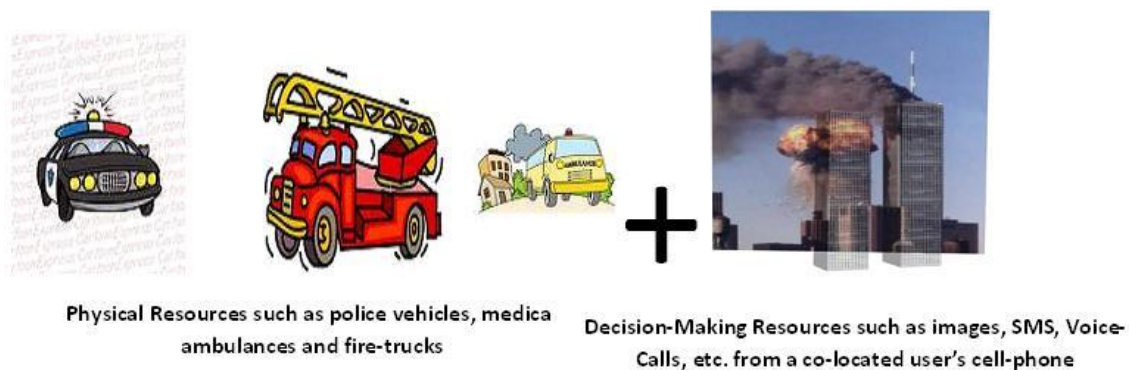 AMBULANCE
Physical Resources such as police vehicles, medica
ambulances and fire-trucks
Decision-Making Resources such as images, SMS, Voice-
Calls, etc. from a co-located user's cell-phone